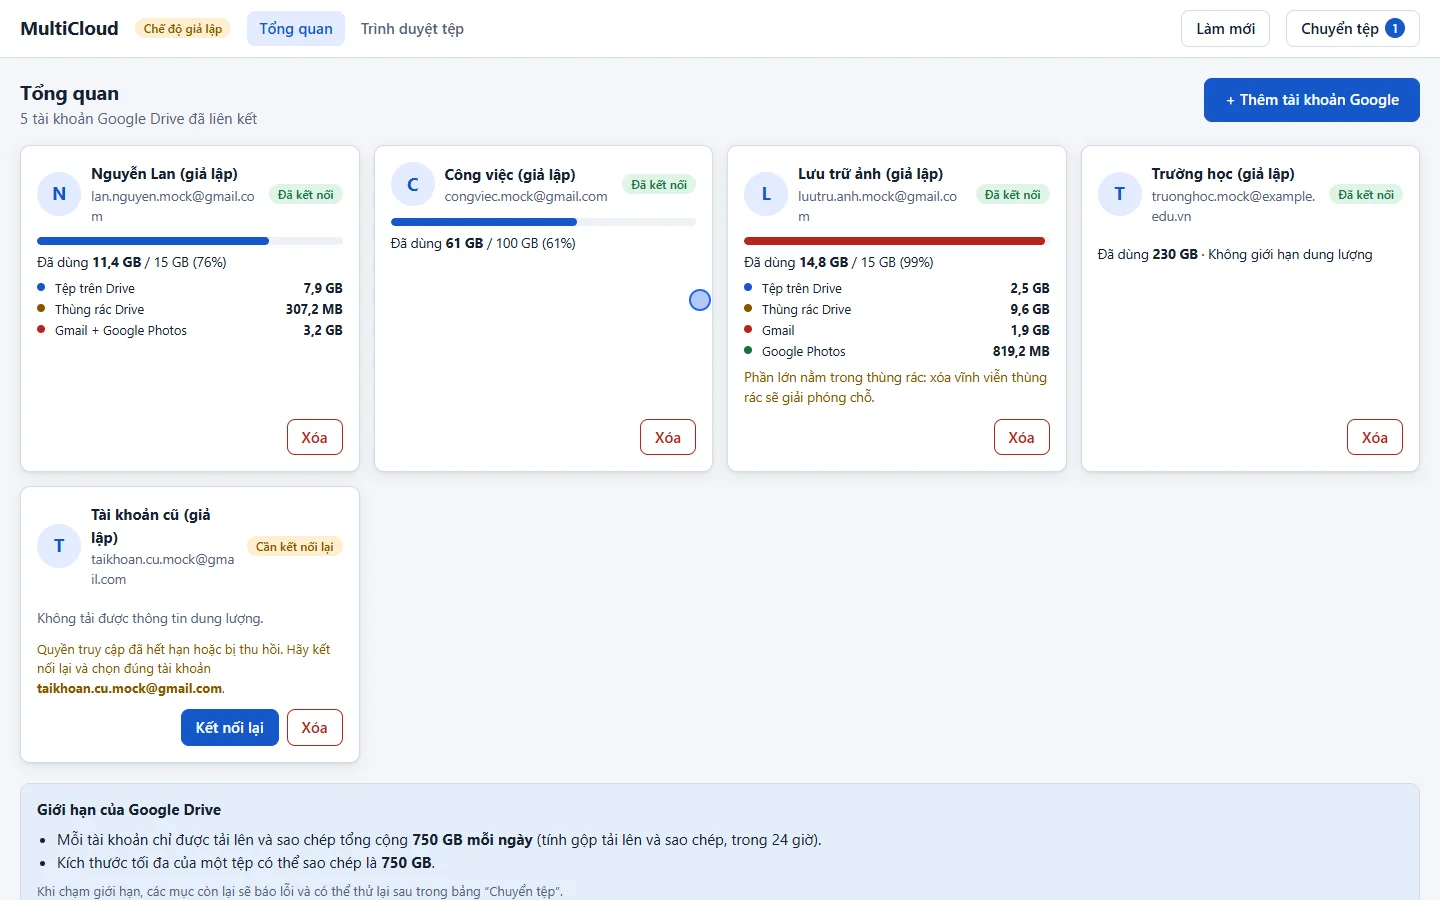 MultiCloud
Chế độ giả lập
Tổng quan
Trình duyệt tệp
Làm mới
Chuyển tệp 1
Tổng quan
5 tài khoản Google Drive đã liên kết
+ Thêm tài khoản Google
N
Nguyễn Lan (giả lập)
lan.nguyen.mock@gmail.co
m
Đã kết nối
Đã dùng 11,4 GB / 15 GB (76%)
Tệp trên Drive 7,9 GB
Thùng rác Drive 307,2 MB
Gmail + Google Photos 3,2 GB
Xóa
C
Công việc (giả lập)
congviec.mock@gmail.com
Đã kết nối
Đã dùng 61 GB / 100 GB (61%)
Xóa
L
Lưu trữ ảnh (giả lập)
luutru.anh.mock@gmail.co
m
Đã kết nối
Đã dùng 14,8 GB / 15 GB (99%)
Tệp trên Drive 2,5 GB
Thùng rác Drive 9,6 GB
Gmail 1,9 GB
Google Photos 819,2 MB
Phần lớn nằm trong thùng rác: xóa vĩnh viễn thùng
rác sẽ giải phóng chỗ.
Xóa
T
Trường học (giả lập)
truonghoc.mock@example.
edu.vn
Đã kết nối
Đã dùng 230 GB · Không giới hạn dung lượng
Xóa
T
Tài khoản cũ (giả
lập)
taikhoan.cu.mock@gma
il.com
Cần kết nối lại
Không tải được thông tin dung lượng.
Quyền truy cập đã hết hạn hoặc bị thu hồi. Hãy kết
nối lại và chọn đúng tài khoản
taikhoan.cu.mock@gmail.com.
Kết nối lại
Xóa
Giới hạn của Google Drive
• Mỗi tài khoản chỉ được tải lên và sao chép tổng cộng 750 GB mỗi ngày (tính gộp tải lên và sao chép, trong 24 giờ).
• Kích thước tối đa của một tệp có thể sao chép là 750 GB.
Khi chạm giới hạn, các mục còn lại sẽ báo lỗi và có thể thử lại sau trong bảng “Chuyển tệp”.